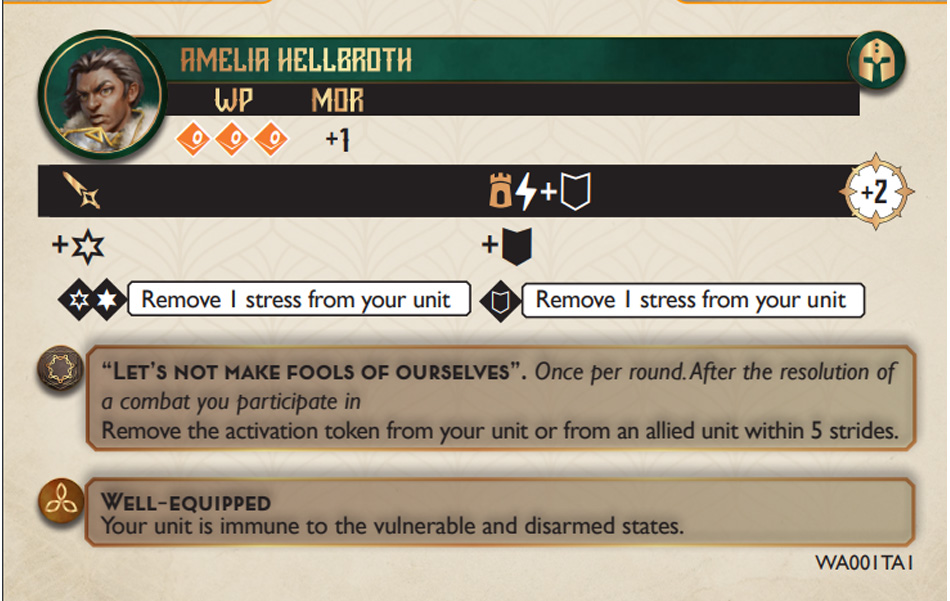 AMELIA HELLBROTH
WP MOR
0 0 0 +1
+ +2
+ +
Remove 1 stress from your unit Remove 1 stress from your unit
“LET’S NOT MAKE FOOLS OF OURSELVES”. Once per round. After the resolution of
a combat you participate in
Remove the activation token from your unit or from an allied unit within 5 strides.
WELL-EQUIPPED
Your unit is immune to the vulnerable and disarmed states.
WA001TA1